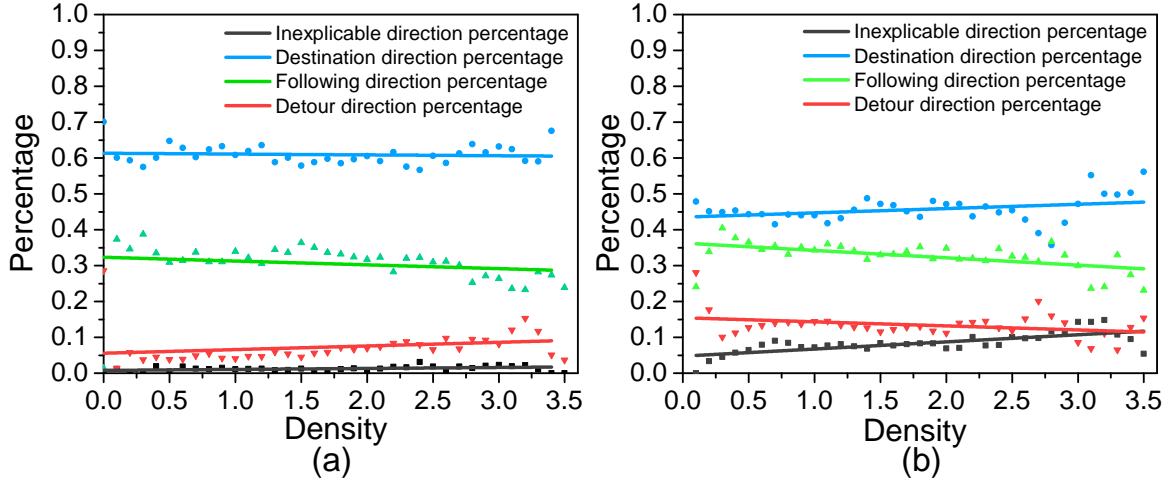 1.0
0.9
0.8
0.7
0.6
0.5
0.4
0.3
0.2
0.1
0.0
Percentage
Inexplicable direction percentage
Destination direction percentage
Following direction percentage
Detour direction percentage
0.0 0.5 1.0 1.5 2.0 2.5 3.0 3.5
Density
(a)
1.0
0.9
0.8
0.7
0.6
0.5
0.4
0.3
0.2
0.1
0.0
Percentage
Inexplicable direction percentage
Destination direction percentage
Following direction percentage
Detour direction percentage
0.0 0.5 1.0 1.5 2.0 2.5 3.0 3.5
Density
(b)